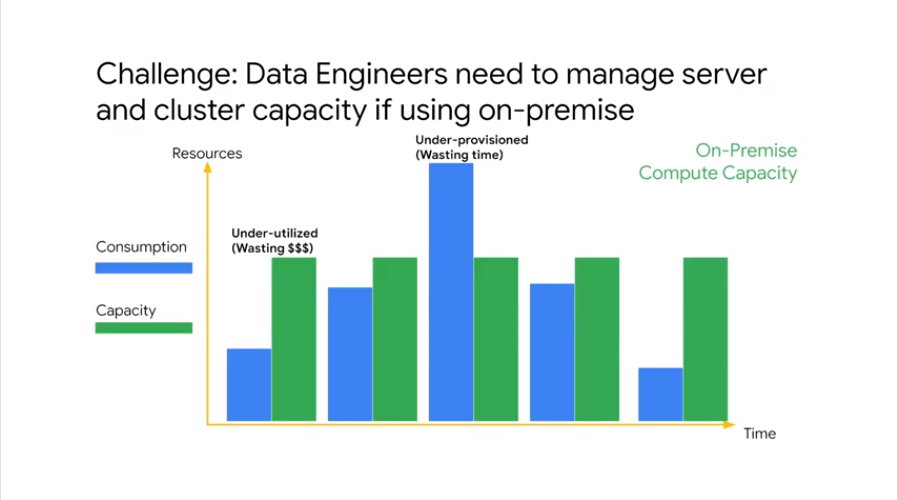 Challenge: Data Engineers need to manage server
and cluster capacity if using on-premise
Resources
Under-provisioned
(Wasting time)
On-Premise
Compute Capacity
Under-utilized
(Wasting $$$)
Consumption
Capacity
Time